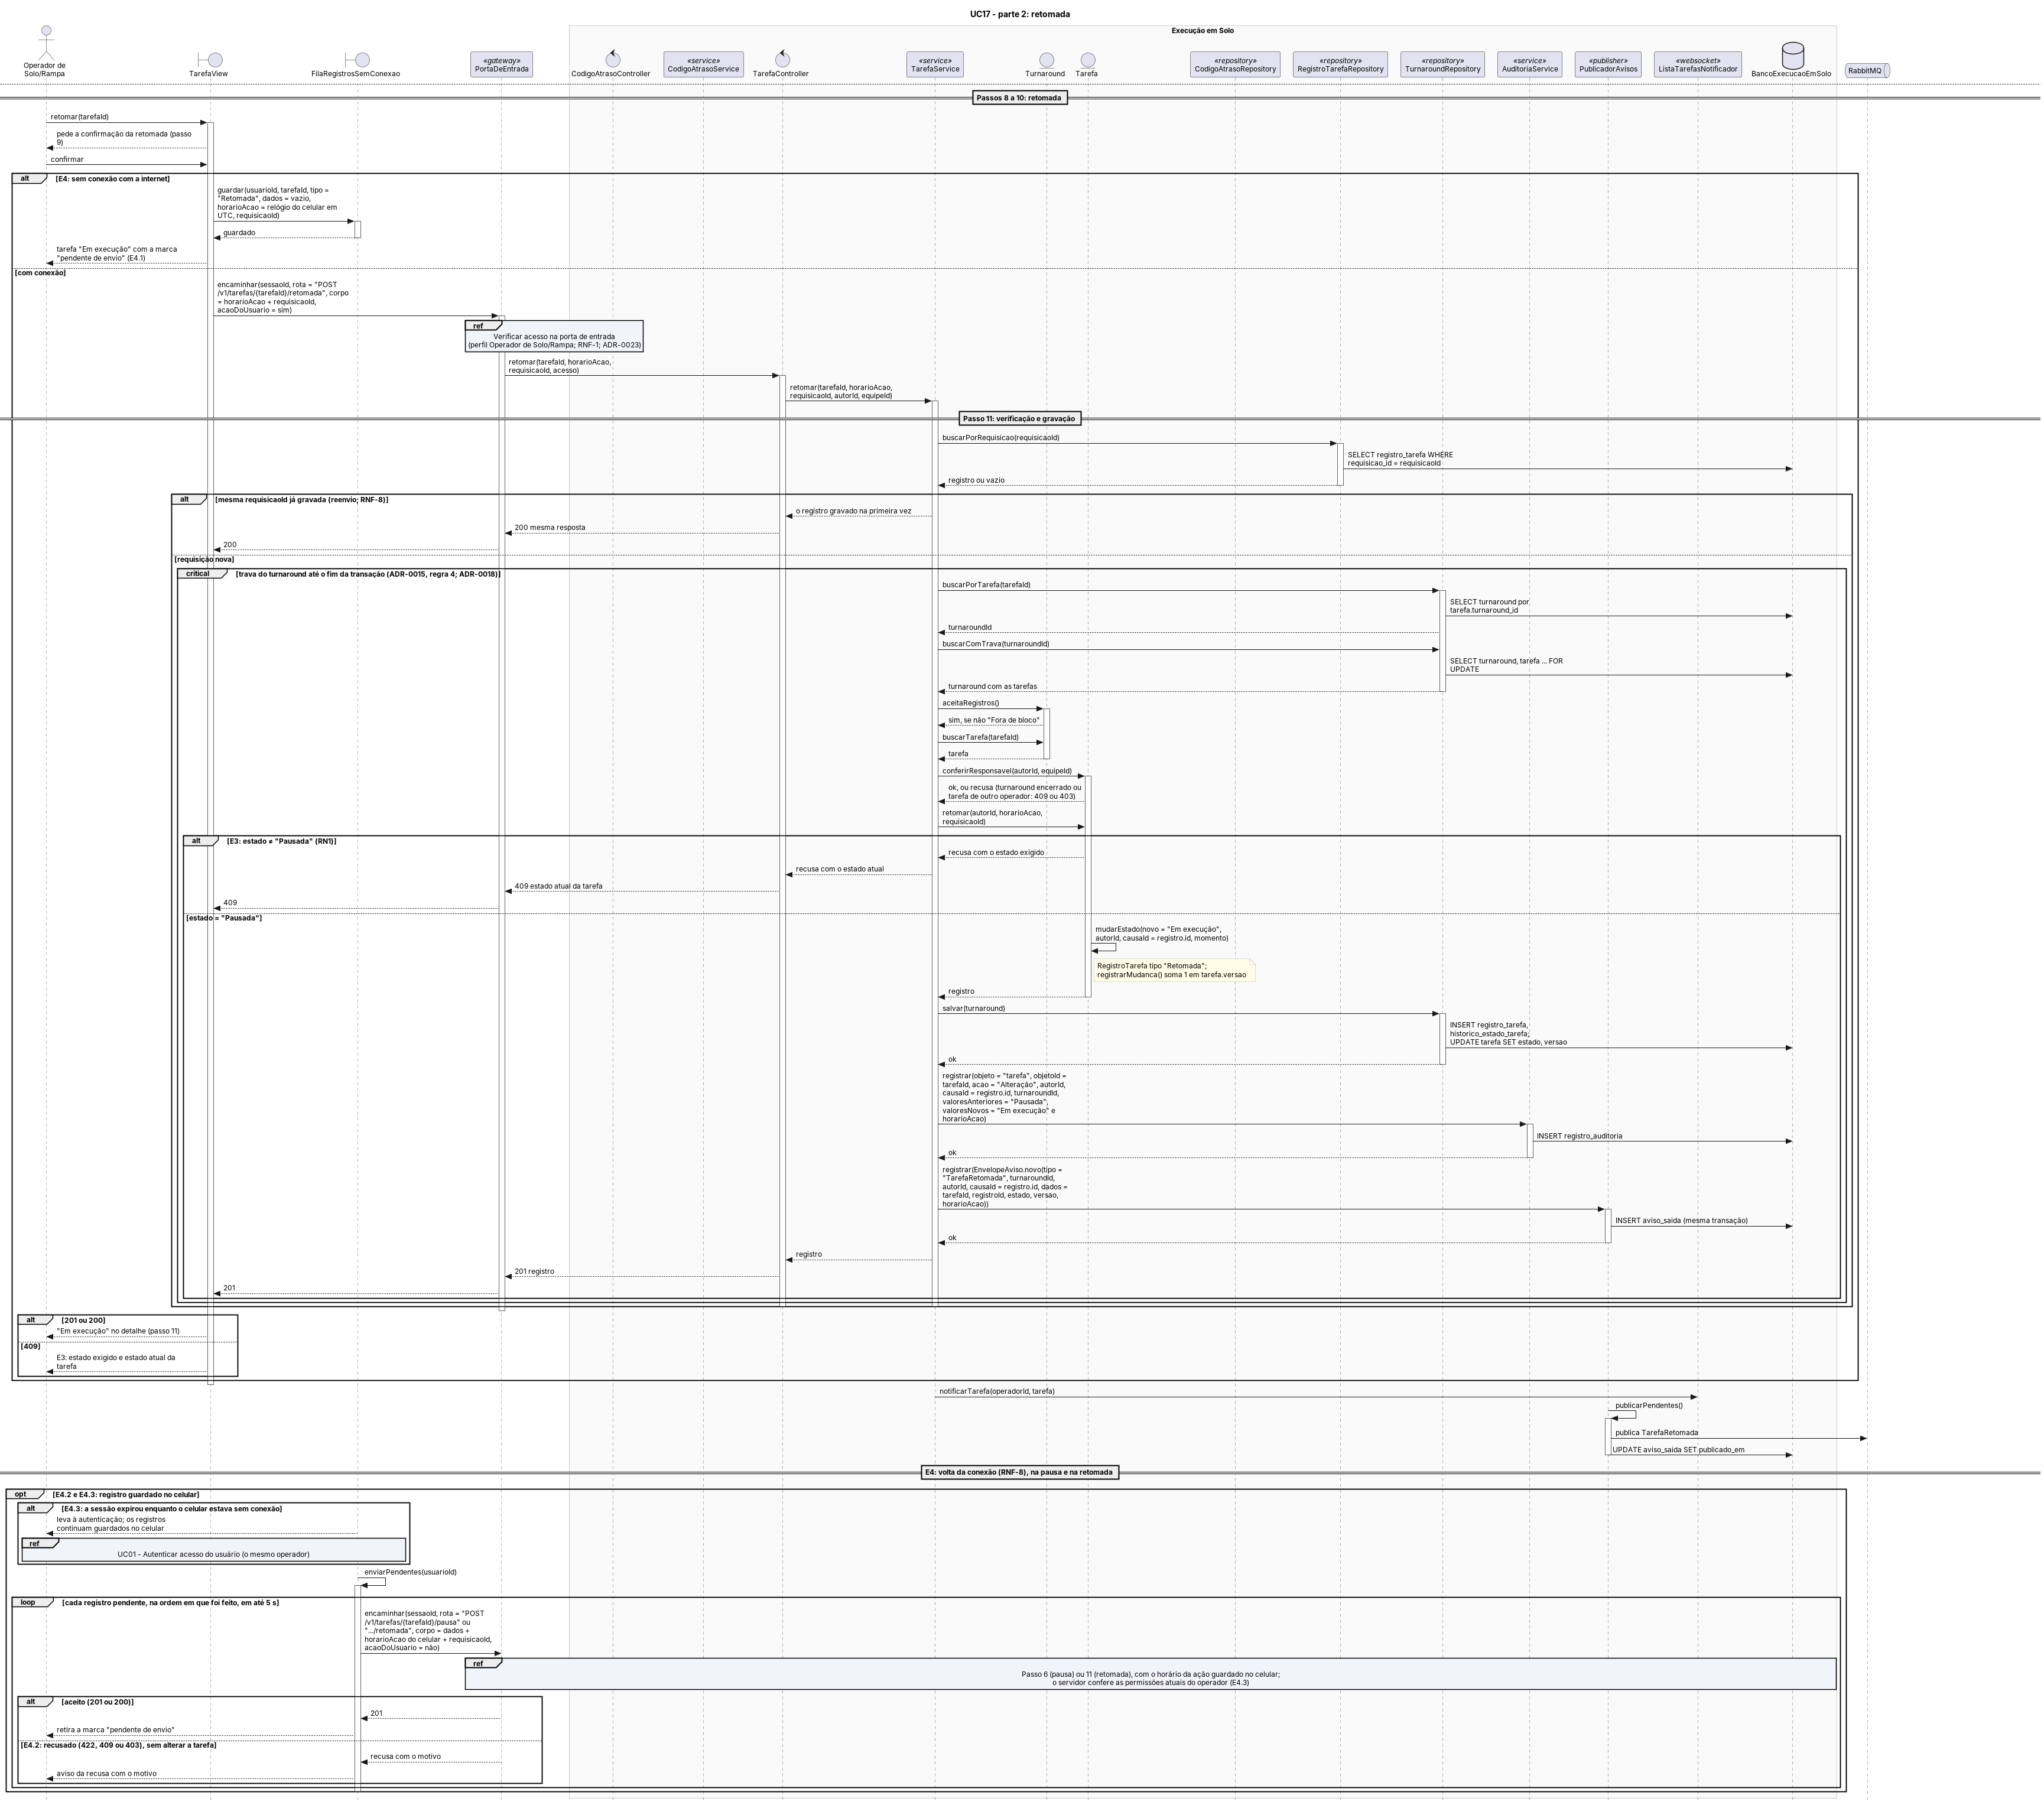 UC17 - parte 2: retomada
Execução em Solo
Operador de
Solo/Rampa
TarefaView
FilaRegistrosSemConexao
«gateway»
PortaDeEntrada
CodigoAtrasoController
«service»
CodigoAtrasoService
TarefaController
«service»
TarefaService
Turnaround
Tarefa
«repository»
CodigoAtrasoRepository
«repository»
RegistroTarefaRepository
«repository»
TurnaroundRepository
«service»
AuditoriaService
«publisher»
PublicadorAvisos
«websocket»
ListaTarefasNotificador
BancoExecucaoEmSolo
RabbitMQ
Passos 8 a 10: retomada
retomar(tarefaId)
pede a confirmação da retomada (passo
9)
confirmar
alt [E4: sem conexão com a internet]
guardar(usuarioId, tarefaId, tipo =
"Retomada", dados = vazio,
horarioAcao = relógio do celular em
UTC, requisicaoId)
guardado
tarefa "Em execução" com a marca
"pendente de envio" (E4.1)
[com conexão]
encaminhar(sessaoId, rota = "POST
/v1/tarefas/{tarefaId}/retomada", corpo
= horarioAcao + requisicaoId,
acaoDoUsuario = sim)
ref
Verificar acesso na porta de entrada
(perfil Operador de Solo/Rampa; RNF-1; ADR-0023)
retomar(tarefaId, horarioAcao,
requisicaoId, acesso)
retomar(tarefaId, horarioAcao,
requisicaoId, autorId, equipeId)
Passo 11: verificação e gravação
buscarPorRequisicao(requisicaoId)
SELECT registro_tarefa WHERE
requisicao_id = requisicaoId
registro ou vazio
alt [mesma requisicaoId já gravada (reenvio; RNF-8)]
o registro gravado na primeira vez
200 mesma resposta
200
[requisição nova]
critical [trava do turnaround até o fim da transação (ADR-0015, regra 4; ADR-0018)]
buscarPorTarefa(tarefaId)
SELECT turnaround por
tarefa.turnaround_id
turnaroundId
buscarComTrava(turnaroundId)
SELECT turnaround, tarefa ... FOR
UPDATE
turnaround com as tarefas
aceitaRegistros()
sim, se não "Fora de bloco"
buscarTarefa(tarefaId)
tarefa
conferirResponsavel(autorId, equipeId)
ok, ou recusa (turnaround encerrado ou
tarefa de outro operador: 409 ou 403)
retomar(autorId, horarioAcao,
requisicaoId)
alt [E3: estado ≠ "Pausada" (RN1)]
recusa com o estado exigido
recusa com o estado atual
409 estado atual da tarefa
409
[estado = "Pausada"]
mudarEstado(novo = "Em execução",
autorId, causaId = registro.id, momento)
RegistroTarefa tipo "Retomada";
registrarMudanca() soma 1 em tarefa.versao
registro
salvar(turnaround)
INSERT registro_tarefa,
historico_estado_tarefa;
UPDATE tarefa SET estado, versao
ok
registrar(objeto = "tarefa", objetoId =
tarefaId, acao = "Alteração", autorId,
causaId = registro.id, turnaroundId,
valoresAnteriores = "Pausada",
valoresNovos = "Em execução" e
horarioAcao)
INSERT registro_auditoria
ok
registrar(EnvelopeAviso.novo(tipo =
"TarefaRetomada", turnaroundId,
autorId, causaId = registro.id, dados =
tarefaId, registroId, estado, versao,
horarioAcao))
INSERT aviso_saida (mesma transação)
ok
registro
201 registro
201
alt [201 ou 200]
"Em execução" no detalhe (passo 11)
[409]
E3: estado exigido e estado atual da
tarefa
notificarTarefa(operadorId, tarefa)
publicarPendentes()
publica TarefaRetomada
UPDATE aviso_saida SET publicado_em
E4: volta da conexão (RNF-8), na pausa e na retomada
opt [E4.2 e E4.3: registro guardado no celular]
alt [E4.3: a sessão expirou enquanto o celular estava sem conexão]
leva à autenticação; os registros
continuam guardados no celular
ref
UC01 - Autenticar acesso do usuário (o mesmo operador)
enviarPendentes(usuarioId)
loop [cada registro pendente, na ordem em que foi feito, em até 5 s]
encaminhar(sessaoId, rota = "POST
/v1/tarefas/{tarefaId}/pausa" ou
".../retomada", corpo = dados +
horarioAcao do celular + requisicaoId,
acaoDoUsuario = não)
ref
Passo 6 (pausa) ou 11 (retomada), com o horário da ação guardado no celular;
o servidor confere as permissões atuais do operador (E4.3)
alt [aceito (201 ou 200)]
201
retira a marca "pendente de envio"
[E4.2: recusado (422, 409 ou 403), sem alterar a tarefa]
recusa com o motivo
aviso da recusa com o motivo